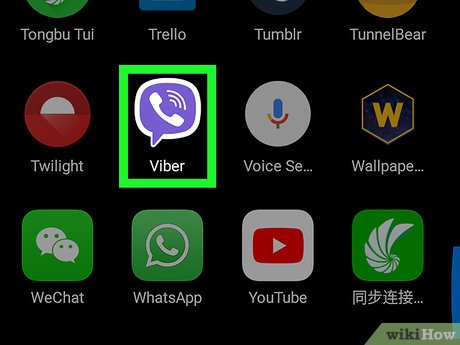 Tongbu Tui
Trello
Tumblr
TunnelBear
Twilight
Viber
Voice Se...
W
Wallpape...
WeChat
WhatsApp
YouTube
同步连接...
wikiHow